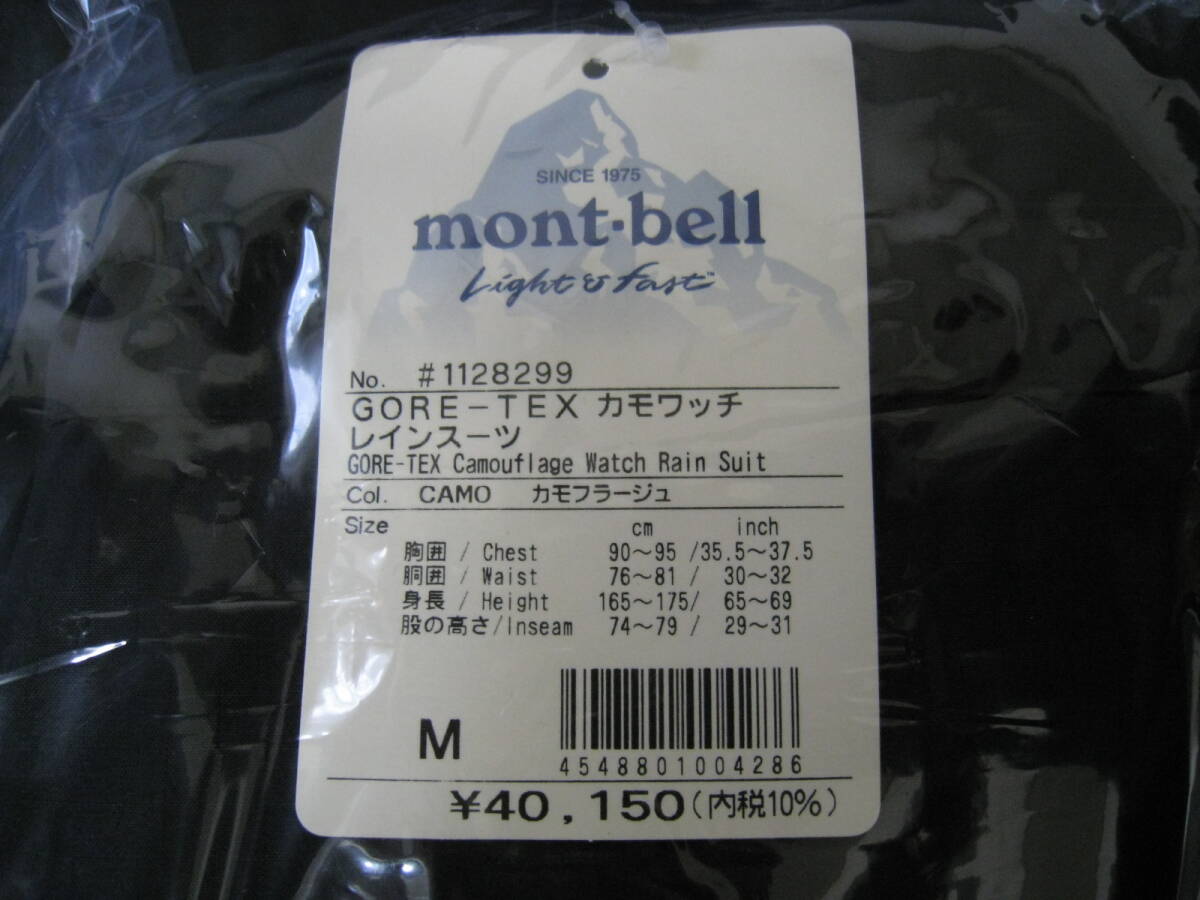 SINCE 1975
mont-bell
Light & Fast™
No. #1128299
GORE-TEX カモワッチ
レインスーツ
GORE-TEX Camouflage Watch Rain Suit
Col. CAMO カモフラージュ
Size cm inch
胸囲 / Chest 90～95 /35.5～37.5
胴囲 / Waist 76～81 / 30～32
身長 / Height 165～175/ 65～69
股の高さ/Inseam 74～79 / 29～31
M
4548801004286
¥40,150(内税10%)